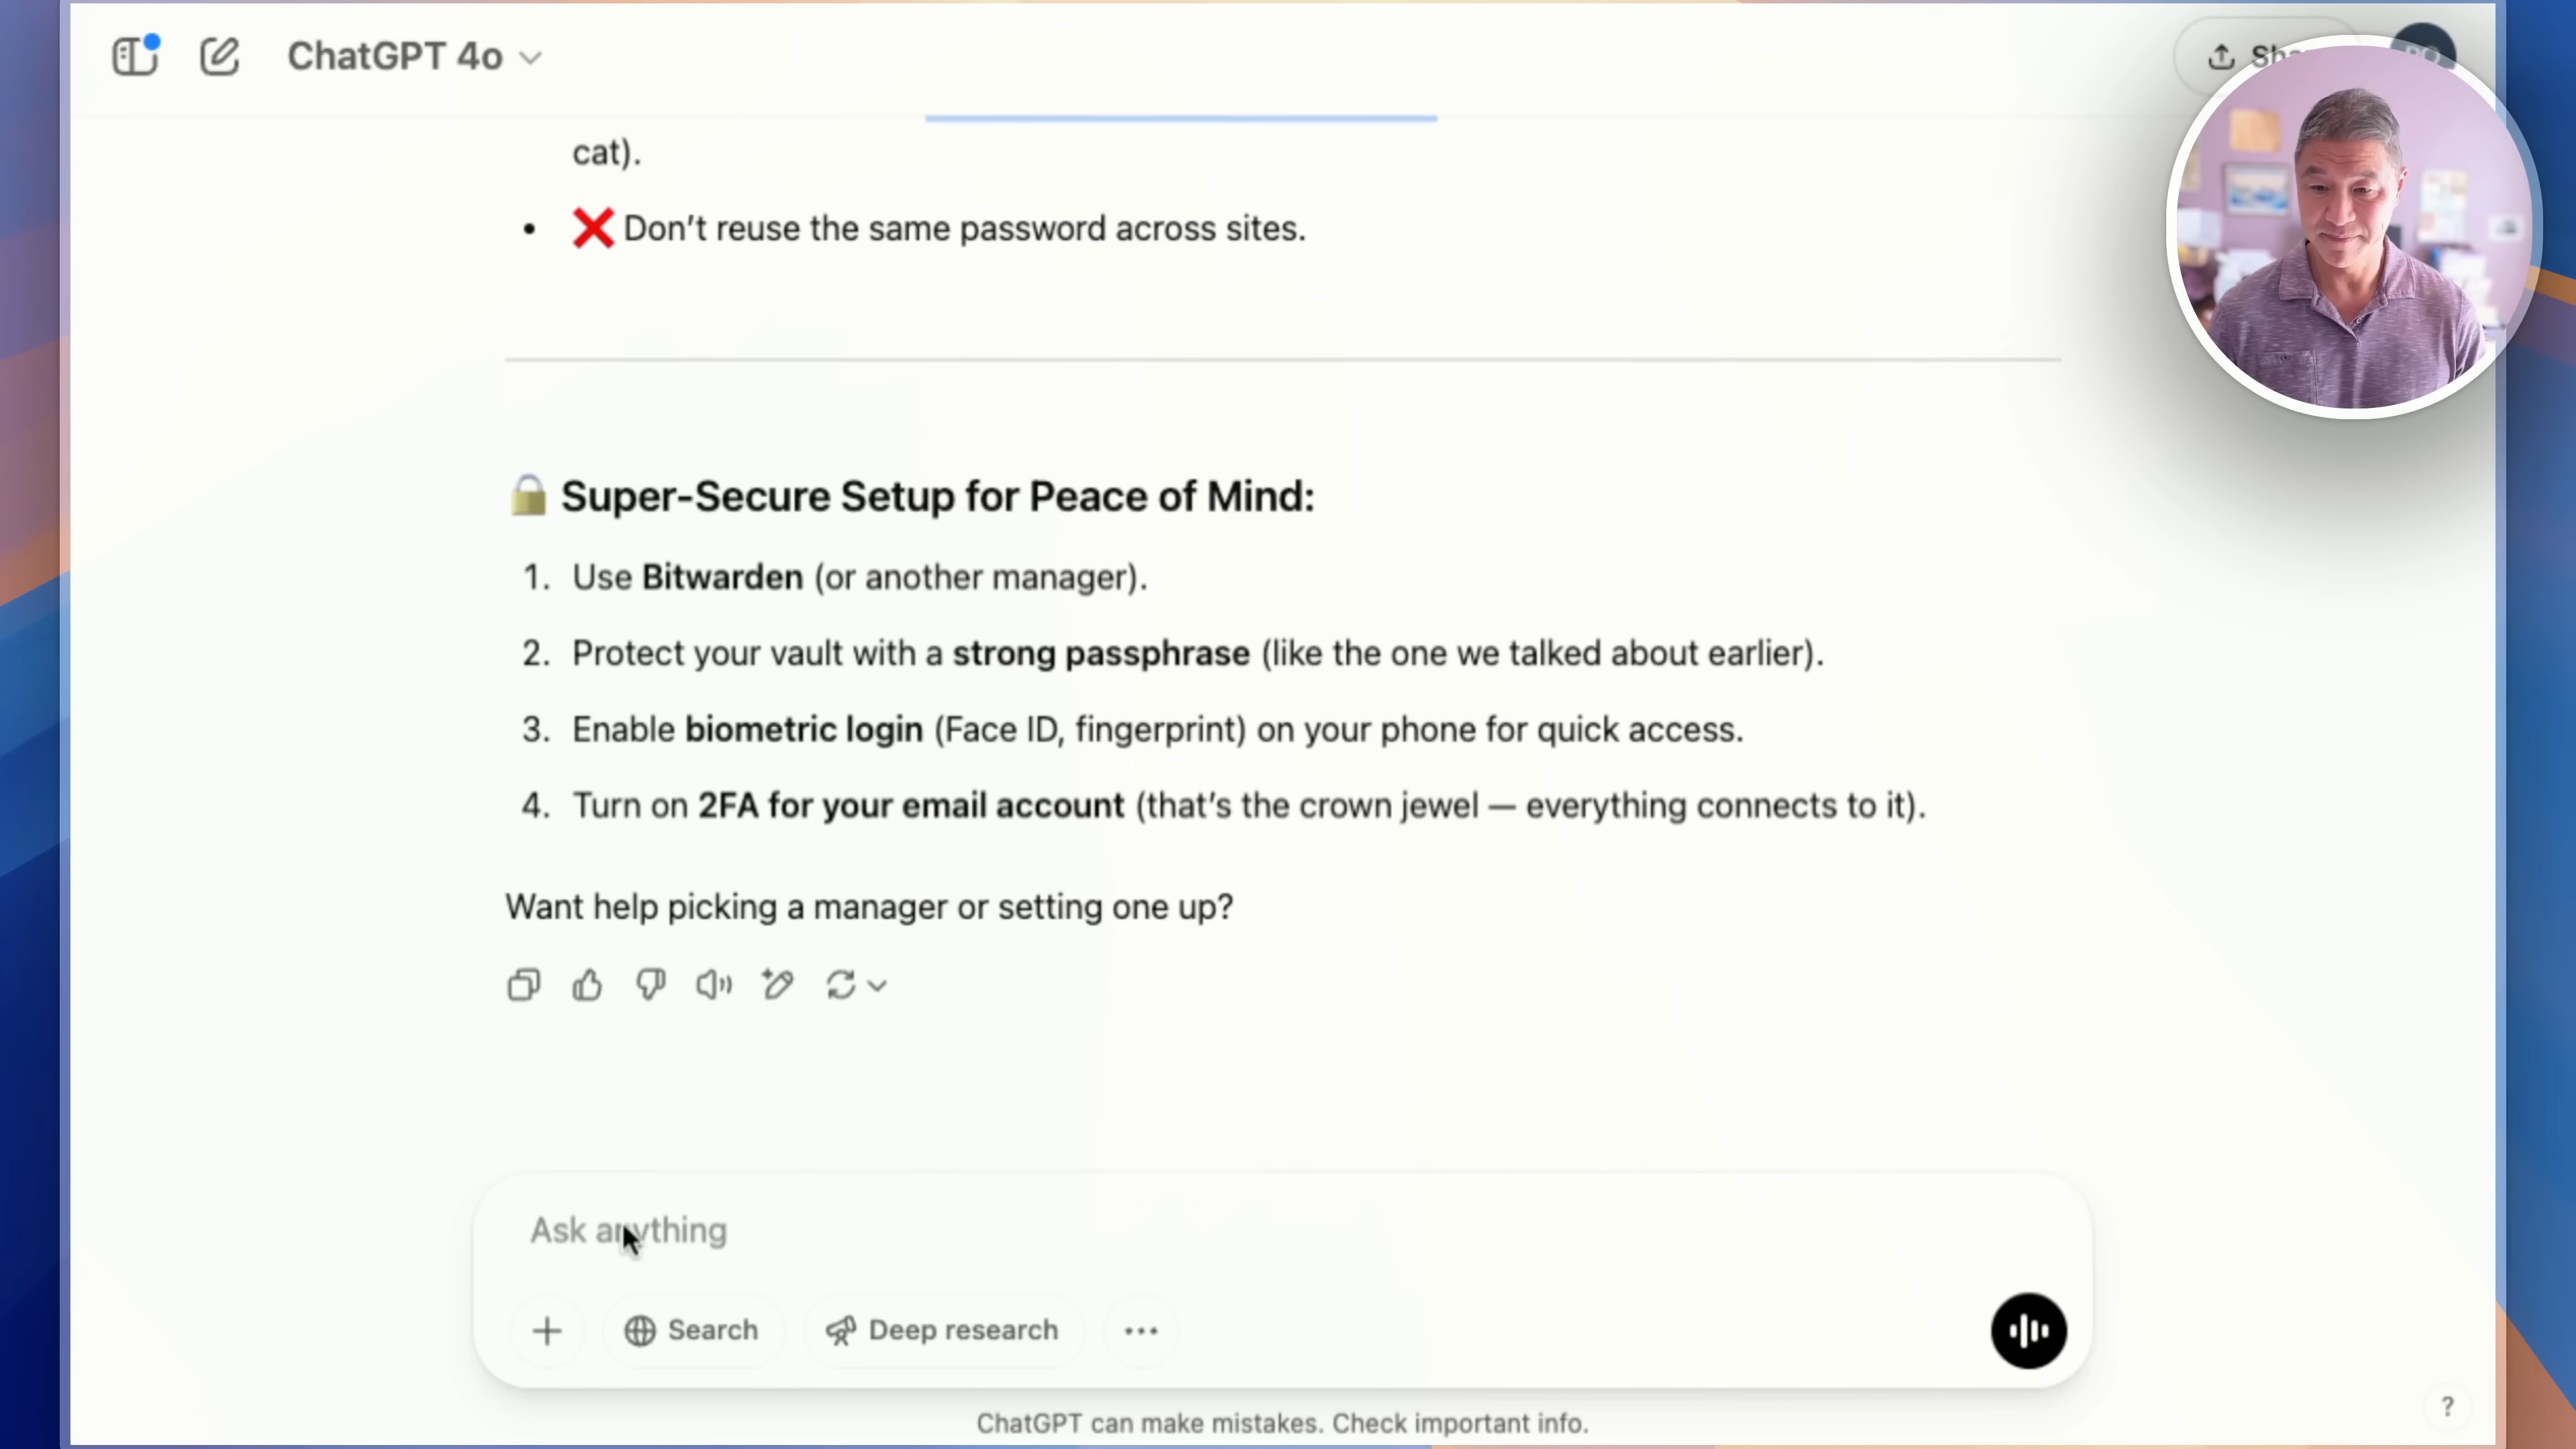 ChatGPT 4o
cat).
• ❌ Don’t reuse the same password across sites.
🔒 Super-Secure Setup for Peace of Mind:
1. Use Bitwarden (or another manager).
2. Protect your vault with a strong passphrase (like the one we talked about earlier).
3. Enable biometric login (Face ID, fingerprint) on your phone for quick access.
4. Turn on 2FA for your email account (that’s the crown jewel — everything connects to it).
Want help picking a manager or setting one up?
Ask anything
Search Deep research
ChatGPT can make mistakes. Check important info.
?